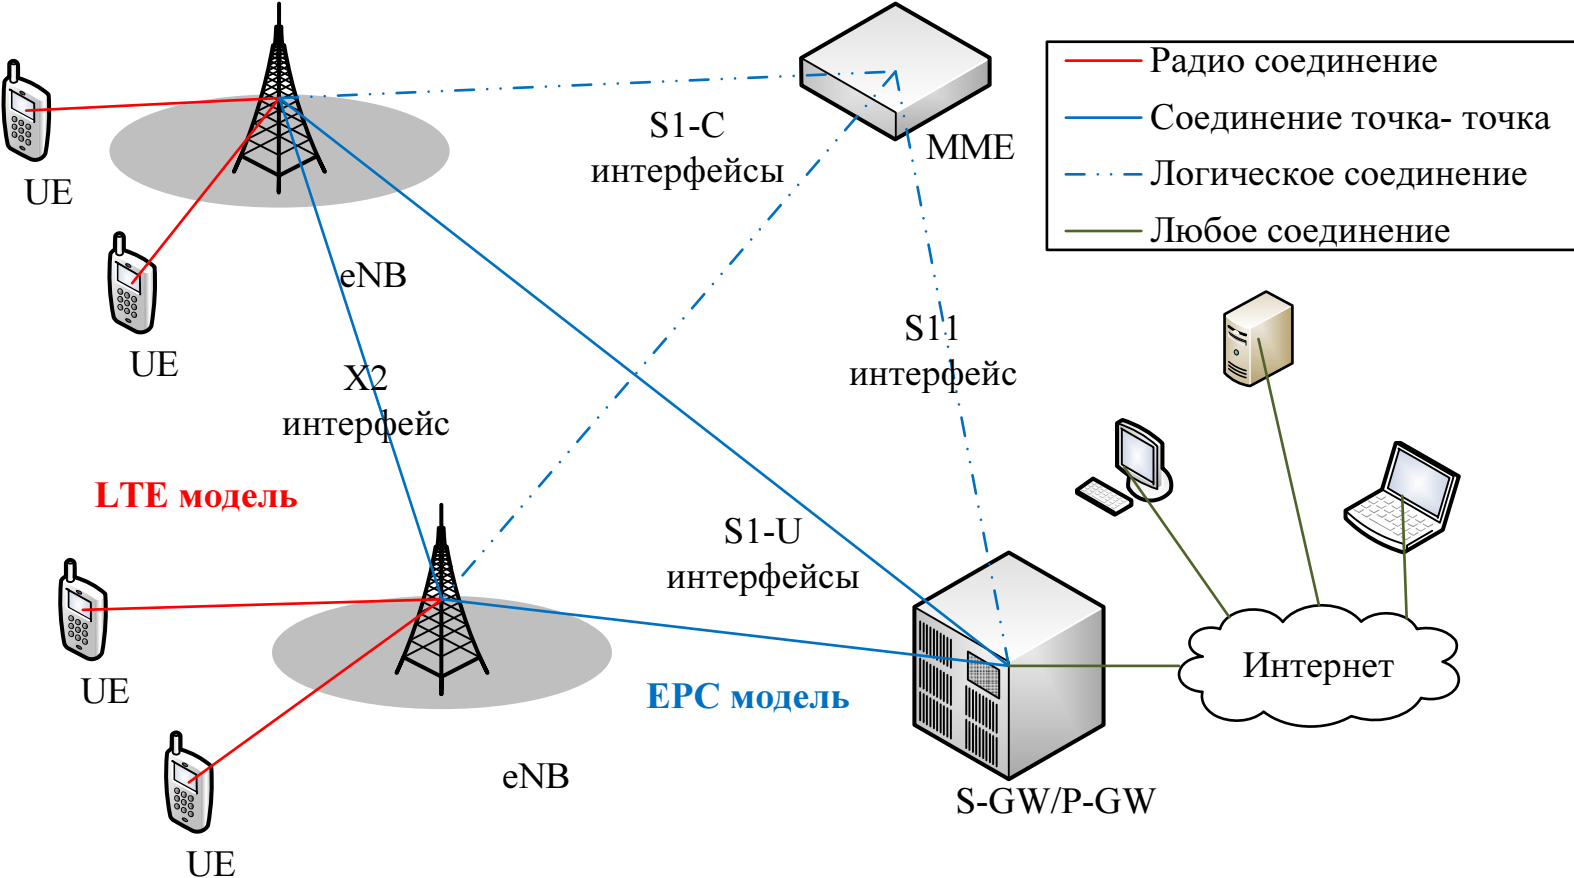 Радио соединение
Соединение точка- точка
Логическое соединение
Любое соединение
S1-C
интерфейсы
MME
UE
eNB
UE
X2
интерфейс
S11
интерфейс
LTE модель
S1-U
интерфейсы
UE
EPC модель
Интернет
eNB
S-GW/P-GW
UE